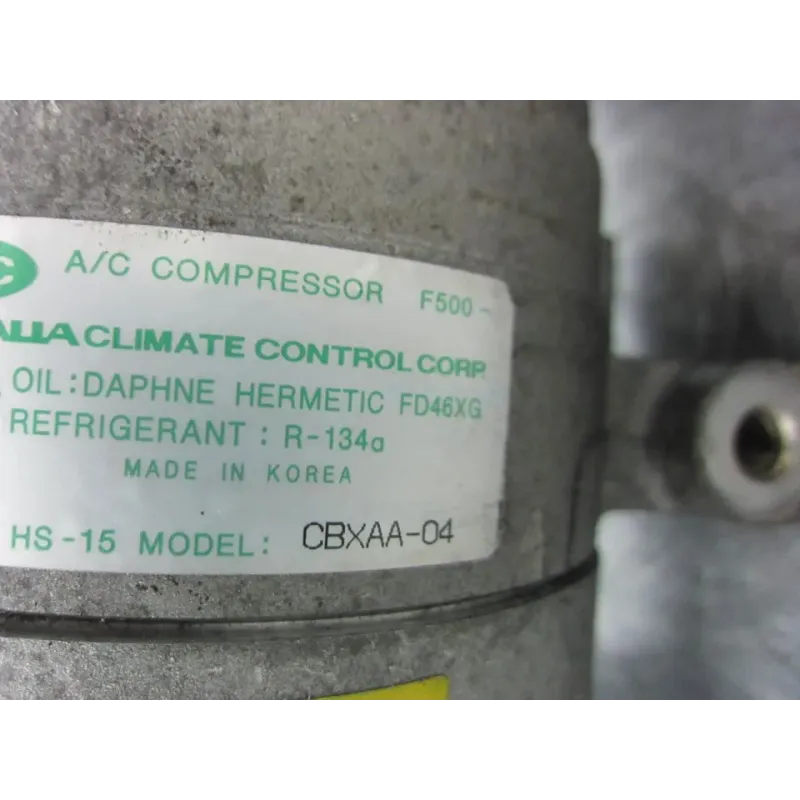 C A/C COMPRESSOR F500-
CLIMATE CONTROL CORP.
OIL: DAPHNE HERMETIC FD46XG
REFRIGERANT : R-134a
MADE IN KOREA
HS-15 MODEL: CBXAA-04